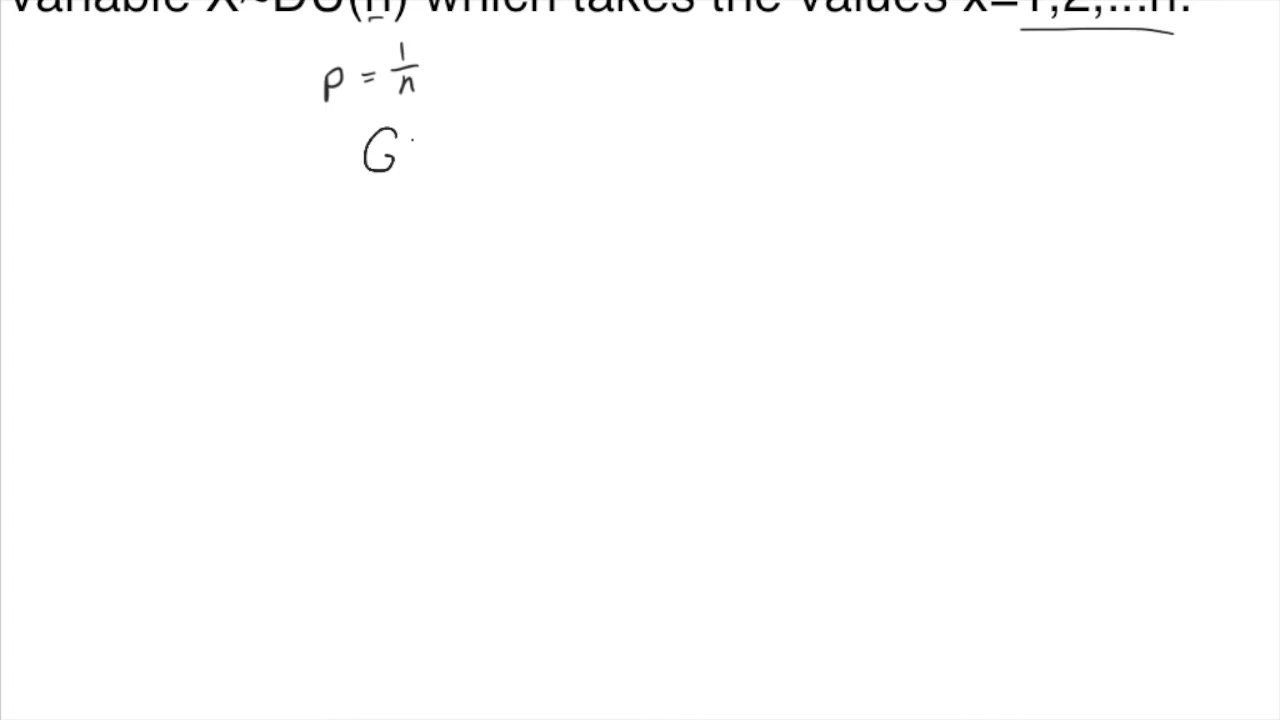 variable X~DU(n) which takes the values x=1,2,...n.
p = 1/n
G